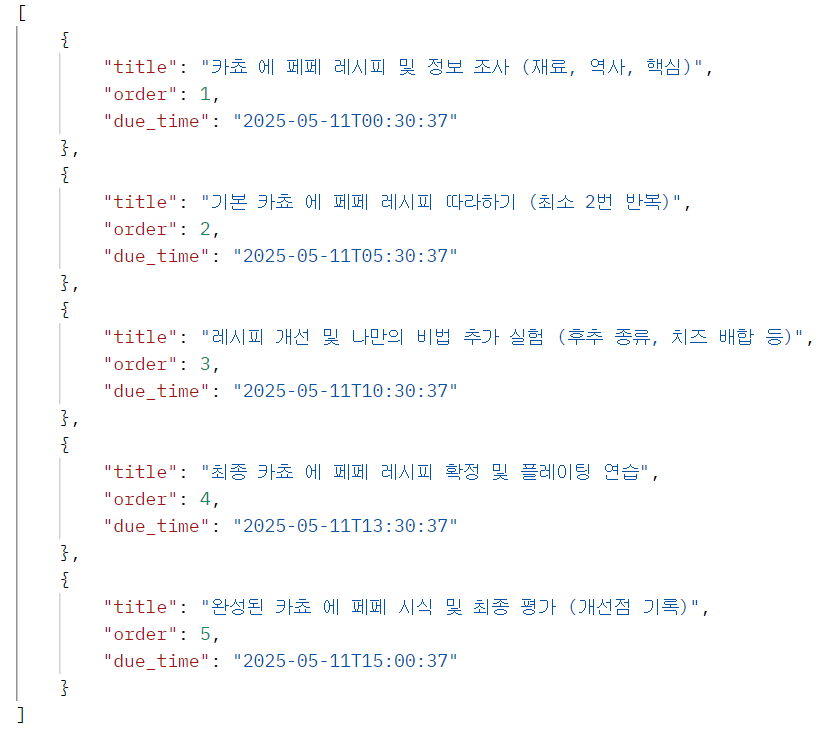 [
{
"title": "카쵸 에 페페 레시피 및 정보 조사 (재료, 역사, 핵심)",
"order": 1,
"due_time": "2025-05-11T00:30:37"
},
{
"title": "기본 카쵸 에 페페 레시피 따라하기 (최소 2번 반복)",
"order": 2,
"due_time": "2025-05-11T05:30:37"
},
{
"title": "레시피 개선 및 나만의 비법 추가 실험 (후추 종류, 치즈 배합 등)",
"order": 3,
"due_time": "2025-05-11T10:30:37"
},
{
"title": "최종 카쵸 에 페페 레시피 확정 및 플레이팅 연습",
"order": 4,
"due_time": "2025-05-11T13:30:37"
},
{
"title": "완성된 카쵸 에 페페 시식 및 최종 평가 (개선점 기록)",
"order": 5,
"due_time": "2025-05-11T15:00:37"
}
]